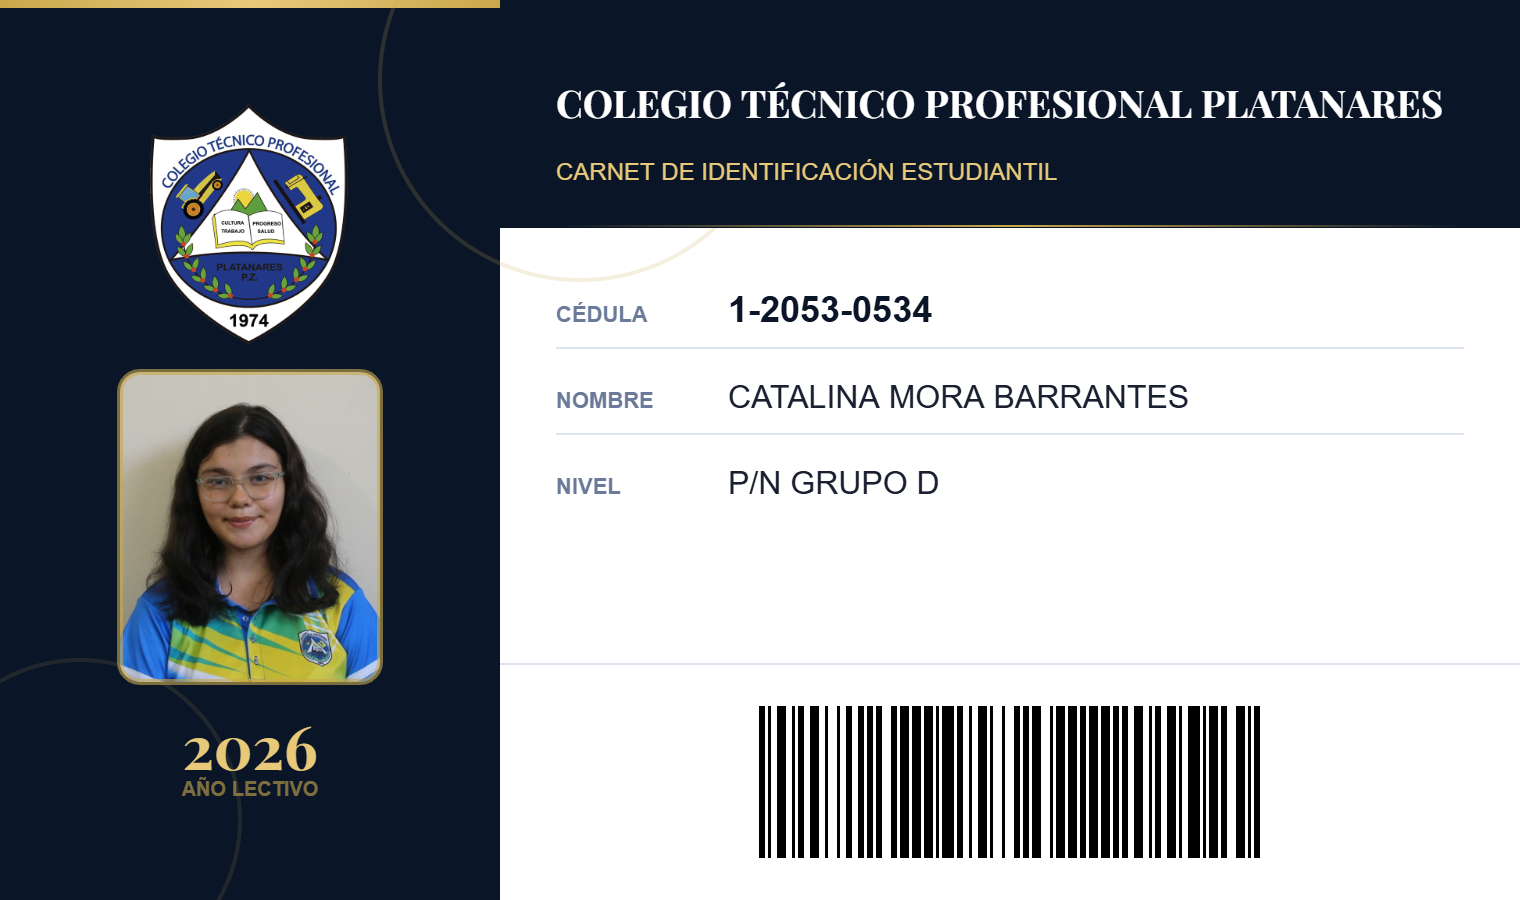 COLEGIO TÉCNICO PROFESIONAL
CULTURA PROGRESO
TRABAJO SALUD
PLATANARES
P.Z.
1974
2026
AÑO LECTIVO
COLEGIO TÉCNICO PROFESIONAL PLATANARES
CARNET DE IDENTIFICACIÓN ESTUDIANTIL
CÉDULA 1-2053-0534
NOMBRE CATALINA MORA BARRANTES
NIVEL P/N GRUPO D